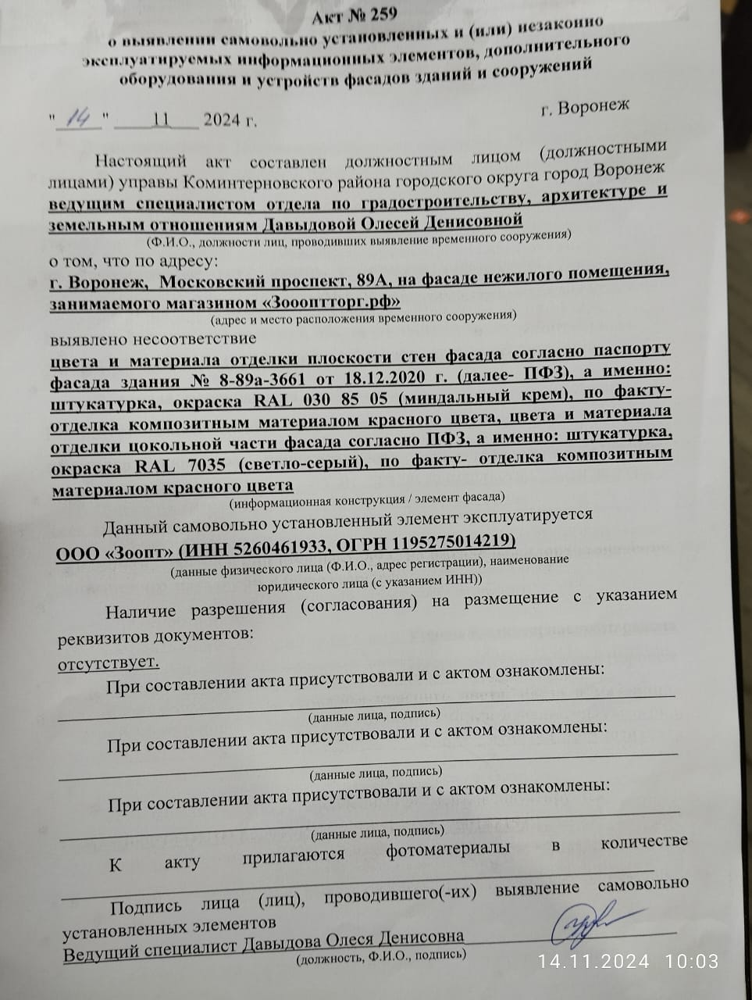 Акт № 259
о выявлении самовольно установленных и (или) незаконно
эксплуатируемых информационных элементов, дополнительного
оборудования и устройств фасадов зданий и сооружений
"14" 11 2024 г.
г. Воронеж
Настоящий акт составлен должностным лицом (должностными
лицами) управы Коминтерновского района городского округа город Воронеж
ведущим специалистом отдела по градостроительству, архитектуре и
земельным отношениям Давыдовой Олесей Денисовной
(Ф.И.О., должности лиц, проводивших выявление временного сооружения)
о том, что по адресу:
г. Воронеж, Московский проспект, 89А, на фасаде нежилого помещения,
занимаемого магазином «Зооoптторг.рф»
(адрес и место расположения временного сооружения)
выявлено несоответствие
цвета и материала отделки плоскости стен фасада согласно паспорту
фасада здания № 8-89а-3661 от 18.12.2020 г. (далее- ПФЗ), а именно:
штукатурка, окраска RAL 030 85 05 (миндальный крем), по факту-
отделка композитным материалом красного цвета, цвета и материала
отделки цокольной части фасада согласно ПФЗ, а именно: штукатурка,
окраска RAL 7035 (светло-серый), по факту- отделка композитным
материалом красного цвета
(информационная конструкция / элемент фасада)
Данный самовольно установленный элемент эксплуатируется
ООО «Зоопт» (ИНН 5260461933, ОГРН 1195275014219)
(данные физического лица (Ф.И.О., адрес регистрации), наименование
юридического лица (с указанием ИНН))
Наличие разрешения (согласования) на размещение с указанием
реквизитов документов:
отсутствует.
При составлении акта присутствовали и с актом ознакомлены:
(данные лица, подпись)
При составлении акта присутствовали и с актом ознакомлены:
(данные лица, подпись)
При составлении акта присутствовали и с актом ознакомлены:
(данные лица, подпись)
К акту прилагаются фотоматериалы в количестве
Подпись лица (лиц), проводившего(-их) выявление самовольно
установленных элементов
Ведущий специалист Давыдова Олеся Денисовна
(должность, Ф.И.О., подпись)
14.11.2024 10:03